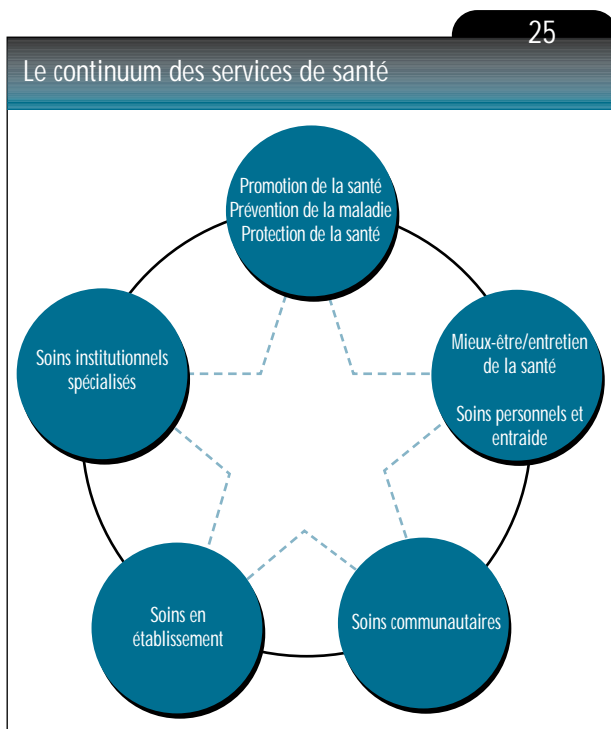 25
Le continuum des services de santé
Promotion de la santé
Prévention de la maladie
Protection de la santé
Mieux-être/entretien
de la santé
Soins personnels et
entraide
Soins institutionnels
spécialisés
Soins en
établissement
Soins communautaires